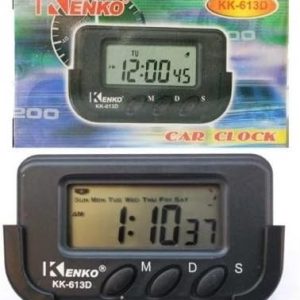 KENKO
KK-613D
TU
12:00 45
KENKO
KK-613D
M D S
200
CAR CLOCK
SUN MON TUE WED THU FRI SAT
AM
1:10 37
KENKO®
KK-613D
M D S